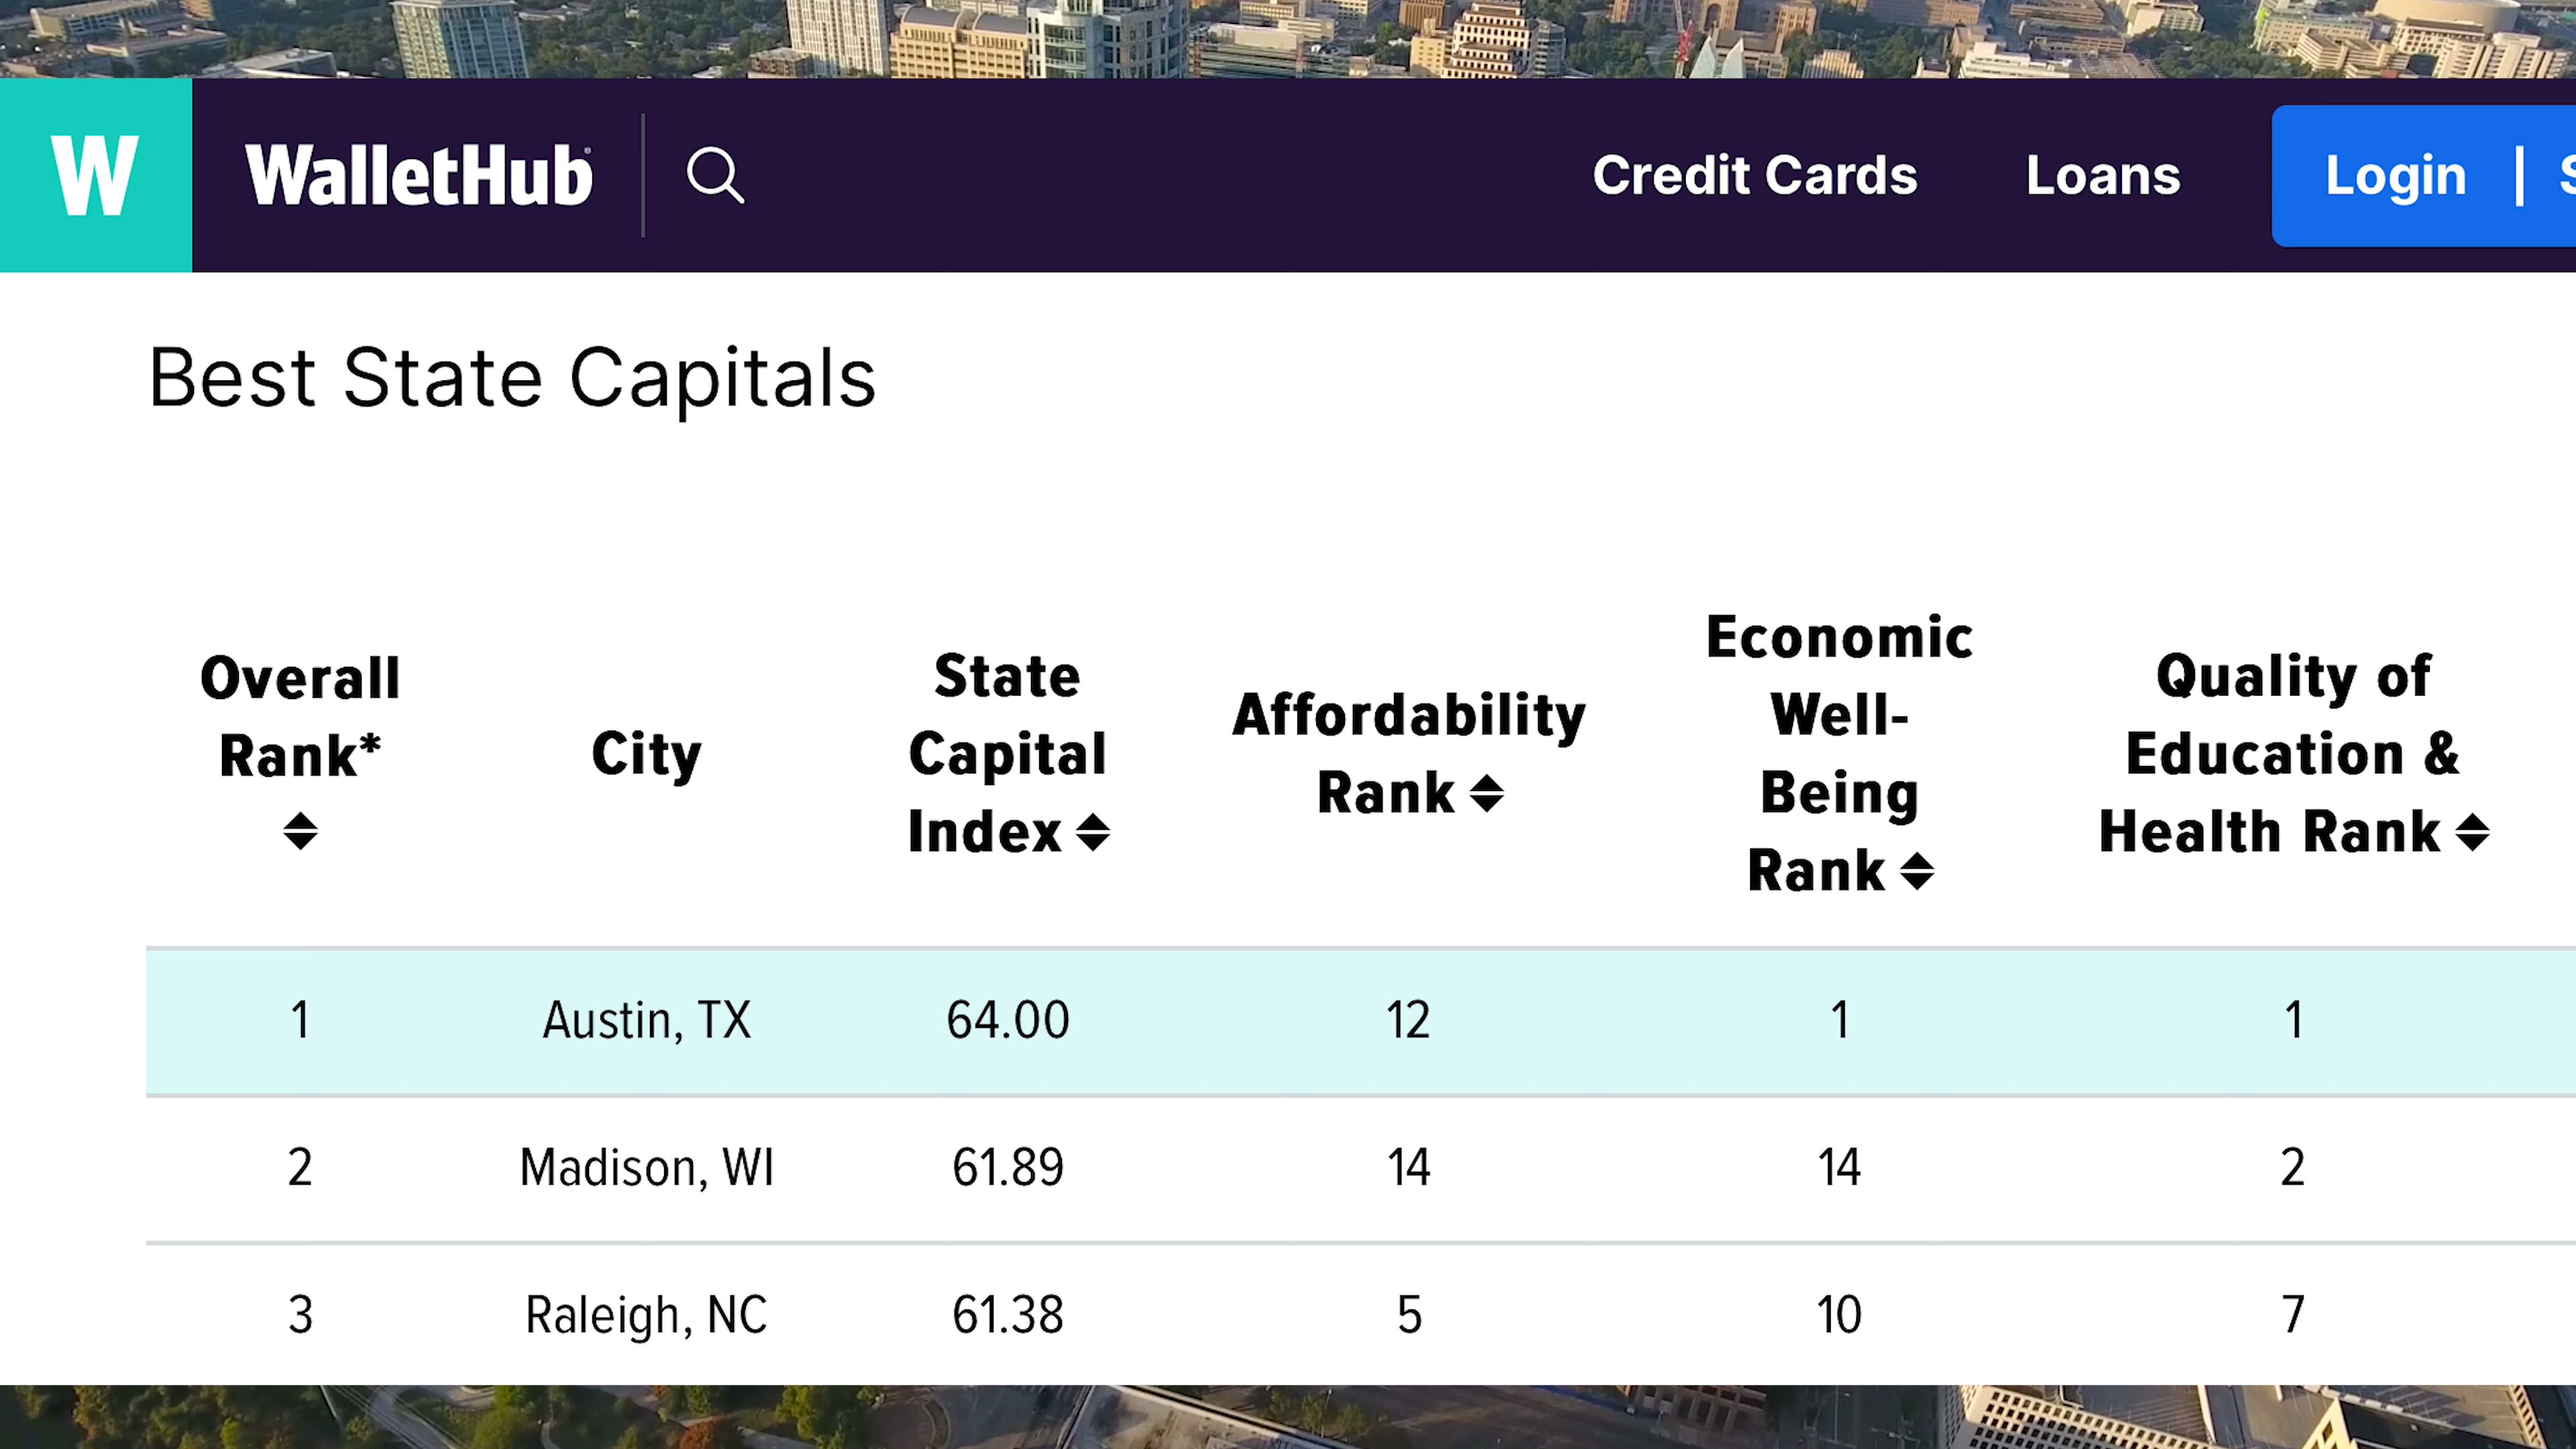 W WalletHub Credit Cards Loans Login |
Best State Capitals
Overall Rank* City State Capital Index Affordability Rank Economic Well-Being Rank Quality of Education & Health Rank
1 Austin, TX 64.00 12 1 1
2 Madison, WI 61.89 14 14 2
3 Raleigh, NC 61.38 5 10 7